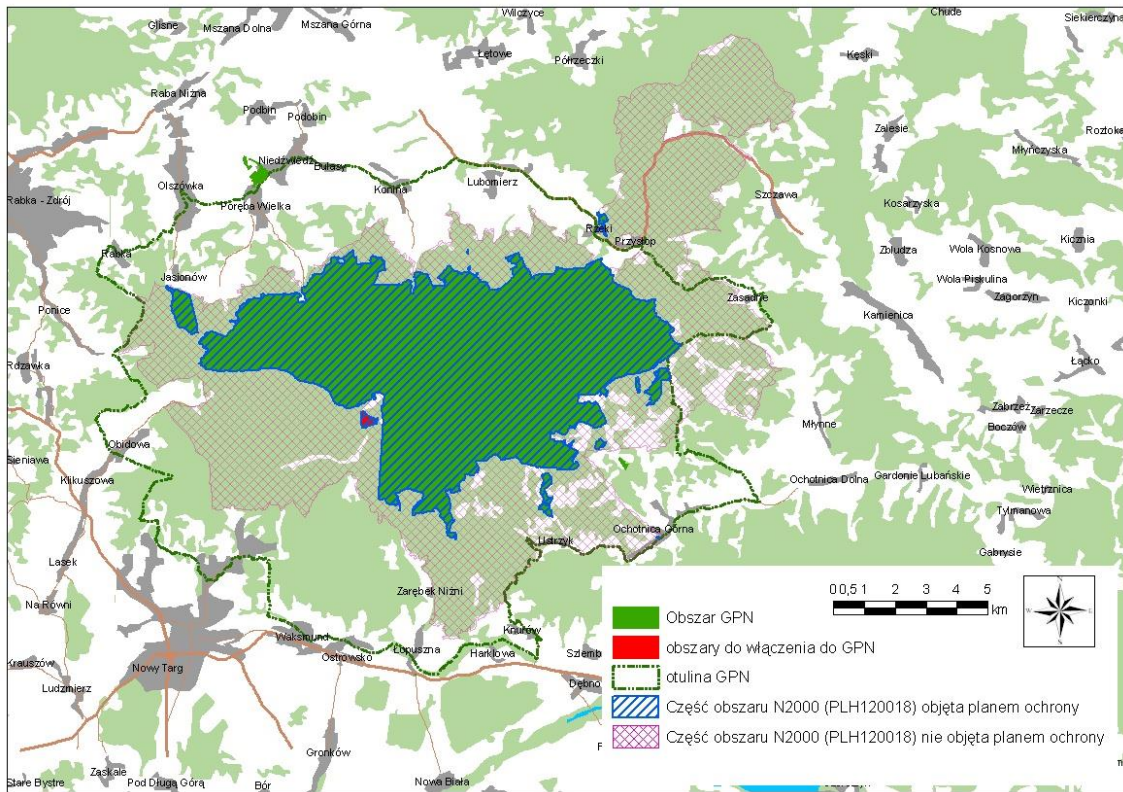 Glisne
Mszana Dolna
Mszana Górna
Wilczyce
Chude
Siekierczyna
Łętowe
Półrzeczki
Kęski
Raba Niżna
Podbin
Podobin
Zalesie
Roztoka
Młyńczyska
Niedźwiedź
Bulasy
Olszówka
Konina
Lubomierz
Szczawa
Rabka - Zdrój
Poręba Wielka
Kosarzyska
Rzeki
Przysłop
Kicznia
Rabka
Zbludza
Wola Kosnowa
Jasionów
Wola Piskulina
Zasadne
Zagorzyn
Kiczonki
Ponice
Kamienica
Rdzawka
Łącko
Zabrzeż
Zarzecze
Młynne
Boczów
Obidowa
Sieniawa
Klikuszowa
Ochotnica Dolna
Gardonie Lubańskie
Wietrznica
Tylmanowa
Ochotnica Górna
Ustrzyk
Gabrysie
Lasek
Zarębek Niżni
Na Równi
Waksmund
Knurów
Ostrowsko
Łopuszna
Harklowa
Szlemb
Krauszów
Nowy Targ
Dębno
Ludzmierz
Gronków
Zaskale
Stare Bystre
Pod Długą Górą
Bór
Nowa Biała
0 0,5 1 2 3 4 5
km
N
W E
S
Obszar GPN
obszary do włączenia do GPN
otulina GPN
Część obszaru N2000 (PLH120018) objęta planem ochrony
Część obszaru N2000 (PLH120018) nie objęta planem ochrony